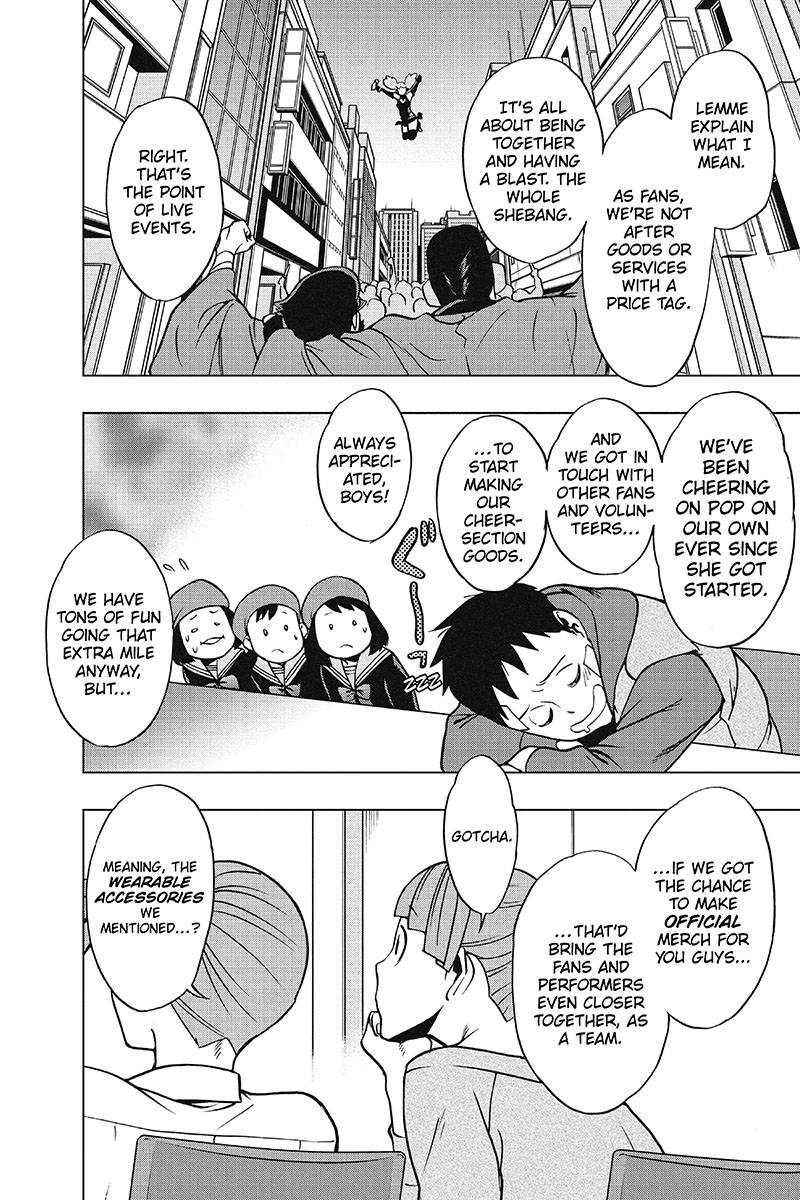 LEMME
EXPLAIN
WHAT I
MEAN.
AS FANS,
WE'RE NOT
AFTER
GOODS OR
SERVICES
WITH A
PRICE TAG.
IT'S ALL
ABOUT BEING
TOGETHER
AND HAVING
A BLAST. THE
WHOLE
SHEBANG.
RIGHT.
THAT'S
THE POINT
OF LIVE
EVENTS.
WE'VE
BEEN
CHEERING
ON POP ON
OUR OWN
EVER SINCE
SHE GOT
STARTED.
AND
WE GOT IN
TOUCH WITH
OTHER FANS
AND VOLUN-
TEERS...
...TO
START
MAKING
OUR
CHEER-
SECTION
GOODS.
ALWAYS
APPRECI-
ATED,
BOYS!
ぐーっ
ZZZ
WE HAVE
TONS OF FUN
GOING THAT
EXTRA MILE
ANYWAY,
BUT...
...IF WE GOT
THE CHANCE
TO MAKE
OFFICIAL
MERCH FOR
YOU GUYS...
...THAT'D
BRING THE
FANS AND
PERFORMERS
EVEN CLOSER
TOGETHER, AS
A TEAM.
GOTCHA.
MEANING, THE
WEARABLE
ACCESSORIES
WE
MENTIONED...?